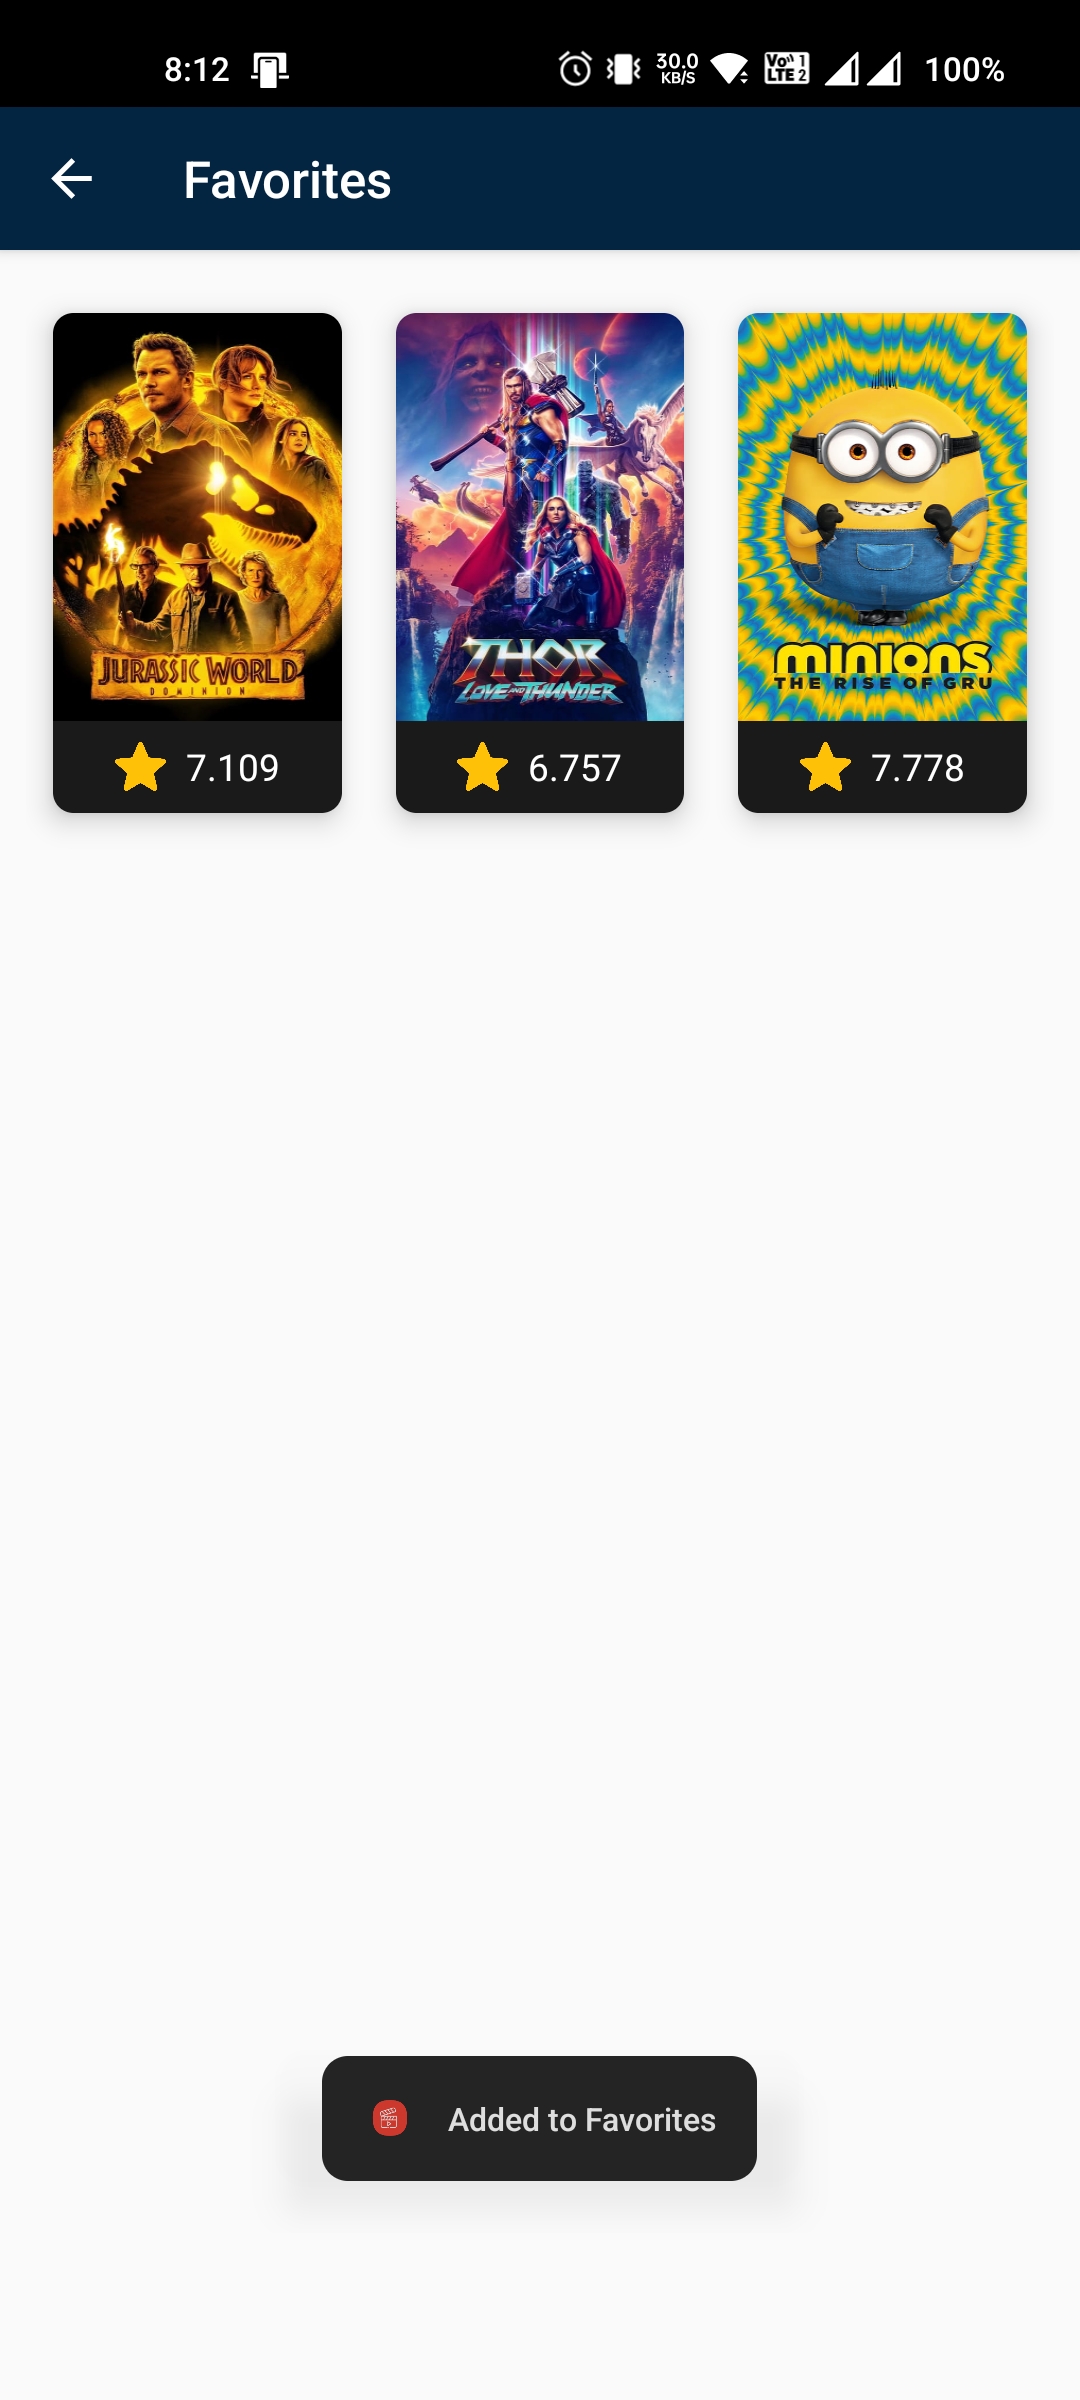 8:12
30.0
KB/S
Vo)) 1
LTE 2
100%
Favorites
JURASSIC WORLD
DOMINION
THOR
LOVE AND THUNDER
minions
THE RISE OF GRU
7.109
6.757
7.778
Added to Favorites